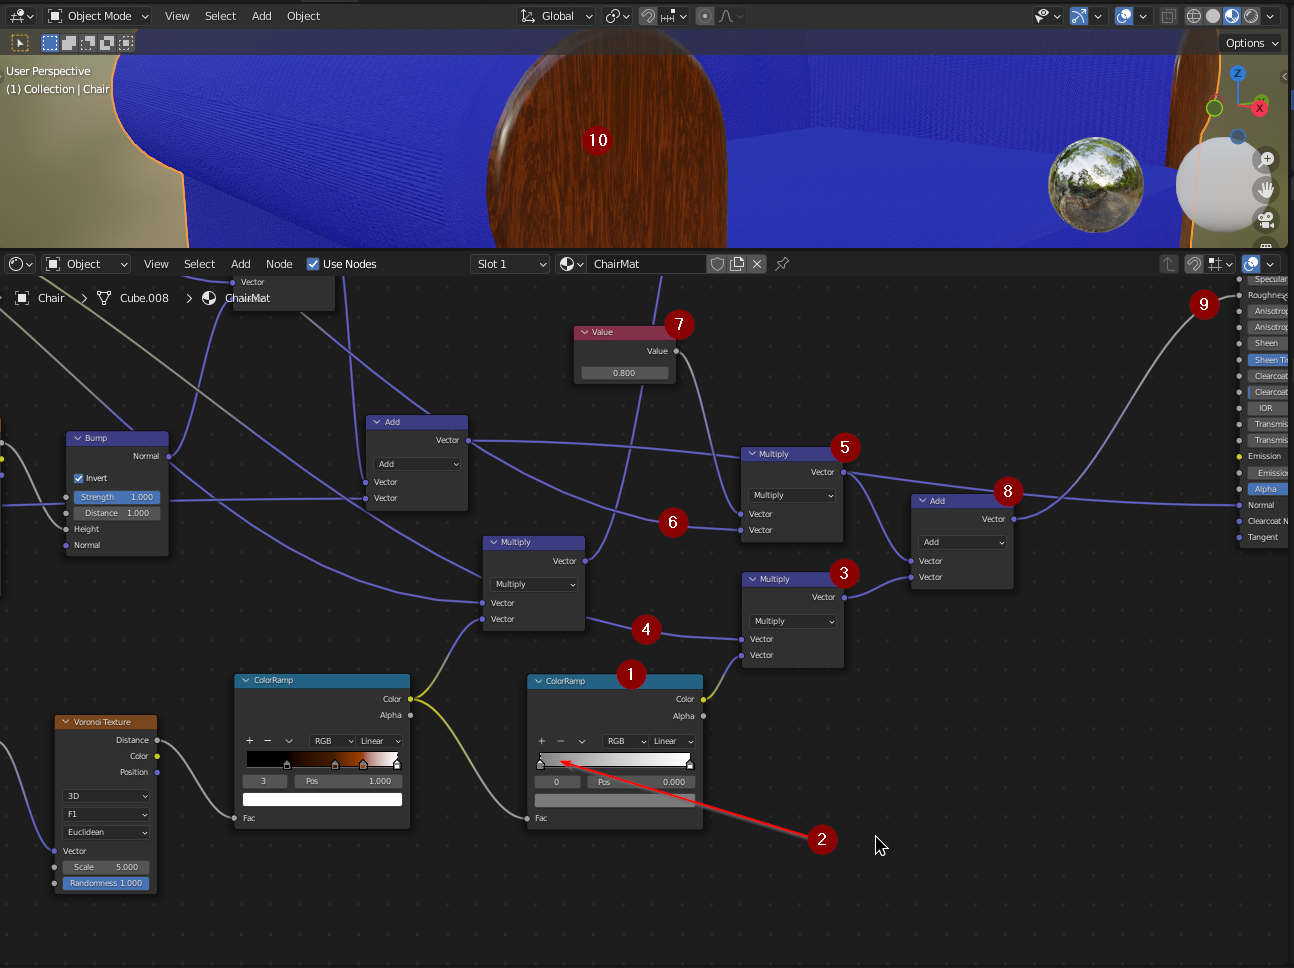 Object Mode View Select Add Object Global
Options
User Perspective
(1) Collection | Chair
Z
X
10
Object View Select Add Node Use Nodes Slot 1 ChairMat
Vector
Chair > Cube.008 > ChairMat
Specular
Roughness
Anisotrop
Anisotrop
Sheen
Sheen Ti
Clearcoat
Clearcoat
IOR
Transmis
Transmis
Emission
Emissio
Alpha
Normal
Clearcoat N
Tangent
9
Value
7
Value
0.800
Bump
Normal
Invert
Strength 1.000
Distance 1.000
Height
Normal
Add
Vector
Add
Vector
Vector
Multiply
5
Vector
Multiply
Vector
Vector
6
Add
8
Vector
Add
Vector
Vector
Multiply
Vector
Multiply
Vector
Vector
4
Multiply
3
Vector
Multiply
Vector
Vector
Voronoi Texture
Distance
Color
Position
3D
F1
Euclidean
Vector
Scale 5.000
Randomness 1.000
ColorRamp
Color
Alpha
+ − RGB Linear
3 Pos 1.000
Fac
ColorRamp
1
Color
Alpha
+ − RGB Linear
0 Pos 0.000
Fac
2